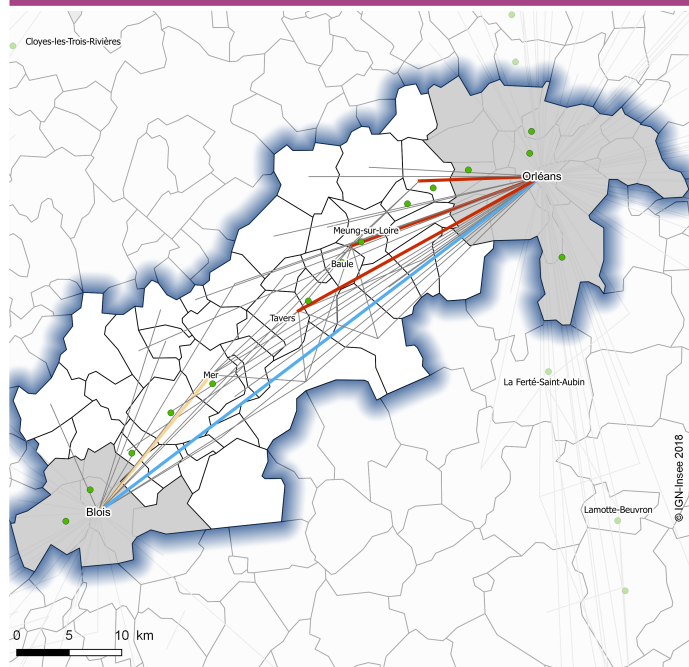 Cloyes-les-Trois-Rivières
Orléans
Meung-sur-Loire
Baule
Tavers
Mer
La Ferté-Saint-Aubin
Lamotte-Beuvron
Blois
© IGN-Insee 2018
0 5 10 km